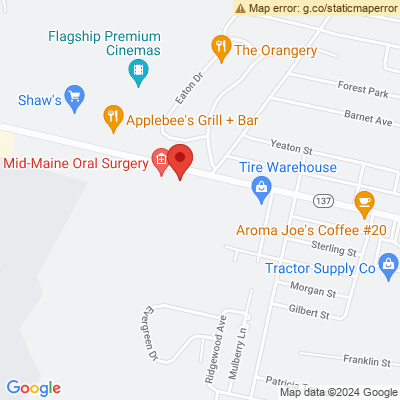 Map error: g.co/staticmaperror
Flagship Premium
Cinemas
The Orangery
Eaton Dr
Forest Park
Shaw's
Barnet Ave
Applebee's Grill + Bar
Yeaton St
Mid-Maine Oral Surgery
Tire Warehouse
137
Aroma Joe's Coffee #20
Sterling St
Tractor Supply Co
Morgan St
Gilbert St
Evergreen Dr
Ridgewood Ave
Mulberry Ln
Franklin St
Patricia
Google
Map data ©2024 Google